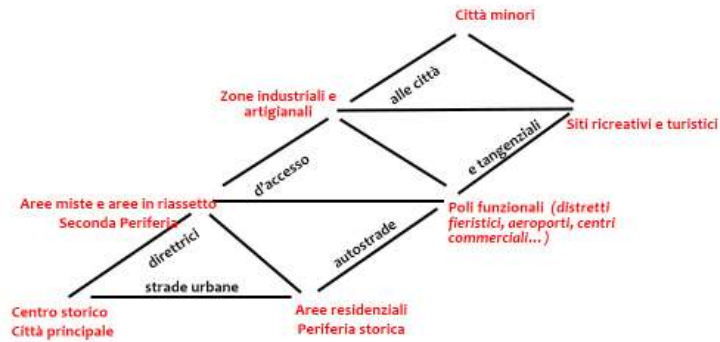 Città minori
alle città
Zone industriali e
artigianali
Siti ricreativi e turistici
e tangenziali
d'accesso
Aree miste e aree in riassetto
Seconda Periferia
Poli funzionali (distretti
fieristici, aeroporti, centri
commerciali... )
direttrici
autostrade
strade urbane
Centro storico
Città principale
Aree residenziali
Periferia storica